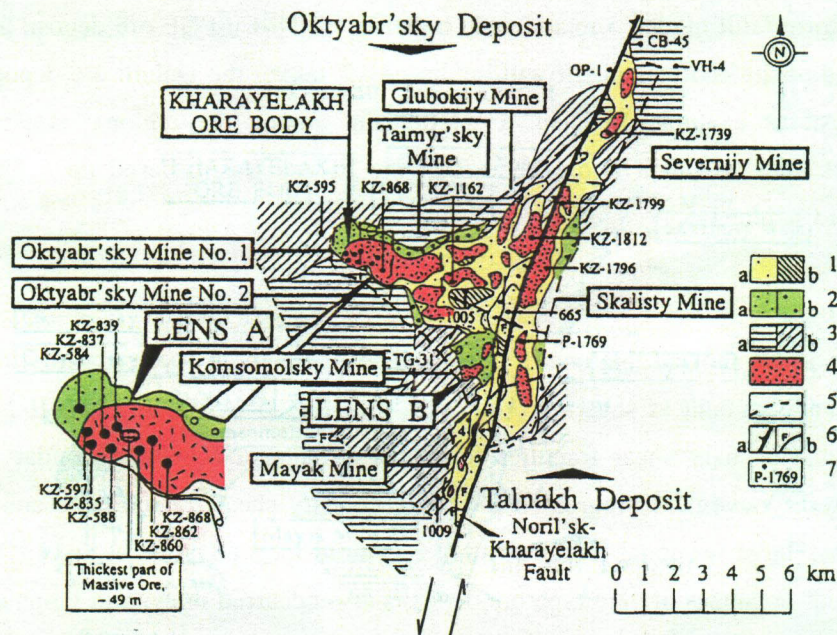 Oktyabr'sky Deposit
CB-45
OP-1
VH-4
N
Glubokij Mine
KHARAYELAKH
ORE BODY
Taimyr'sky
Mine
KZ-1739
Severnijy Mine
KZ-595
KZ-868
KZ-1162
KZ-1799
KZ-1812
Oktyabr'sky Mine No. 1
KZ-1796
Oktyabr'sky Mine No. 2
1005
665
Skalisty Mine
KZ-839
KZ-837
KZ-584
LENS A
P-1769
TG-31
Komsomolsky Mine
LENS B
Mayak Mine
KZ-597
KZ-835
KZ-588
KZ-868
KZ-862
KZ-860
Talnakh Deposit
1009
Noril'sk-
Kharayelakh
Fault
Thickest part of
Massive Ore,
~ 49 m
a b 1
a b 2
a b 3
4
5
a b 6
P-1769 7
0 1 2 3 4 5 6 km